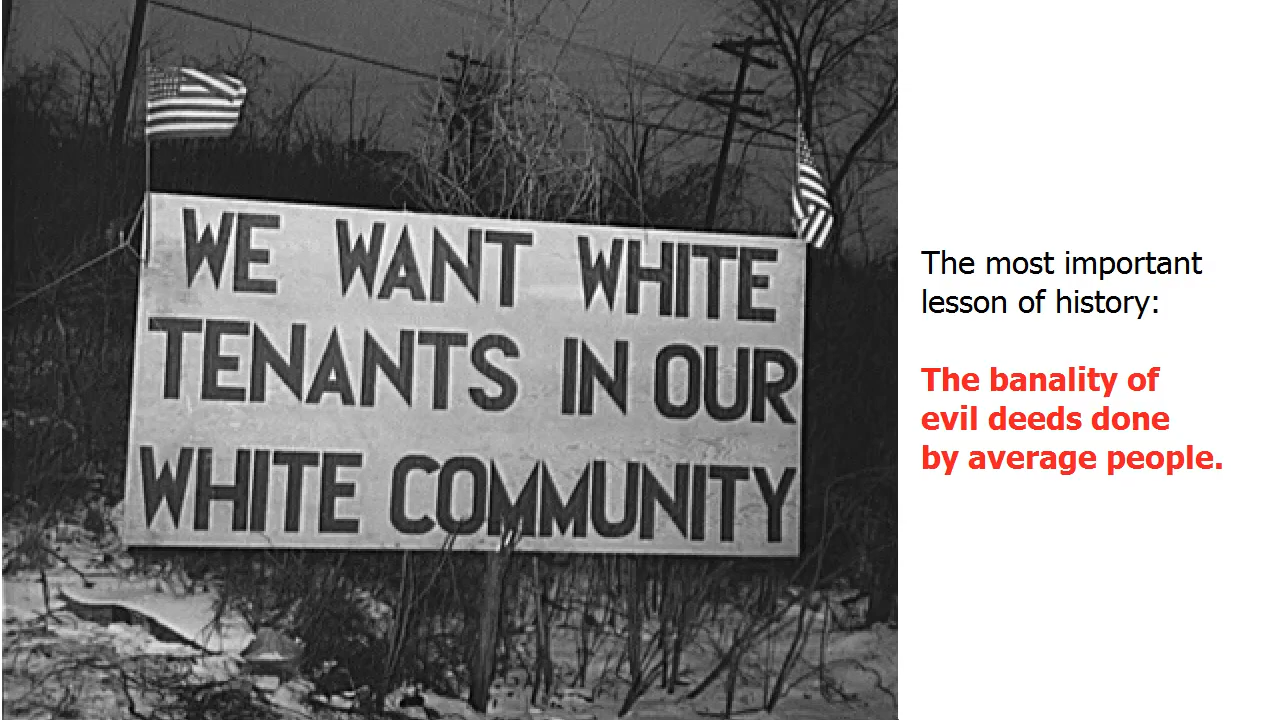 WE WANT WHITE
TENANTS IN OUR
WHITE COMMUNITY
The most important
lesson of history:
The banality of
evil deeds done
by average people.